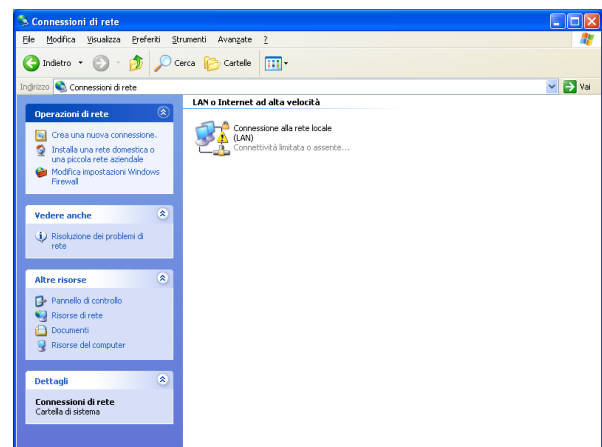 Connessioni di rete
File Modifica Visualizza Preferiti Strumenti Avanzate ?
Indietro Cerca Cartelle
Indirizzo Connessioni di rete Vai
Operazioni di rete
Crea una nuova connessione.
Installa una rete domestica o
una piccola rete aziendale
Modifica impostazioni Windows
Firewall
Vedere anche
Risoluzione dei problemi di
rete
Altre risorse
Pannello di controllo
Risorse di rete
Documenti
Risorse del computer
Dettagli
Connessioni di rete
Cartella di sistema
LAN o Internet ad alta velocità
Connessione alla rete locale
(LAN)
Connettività limitata o assente...